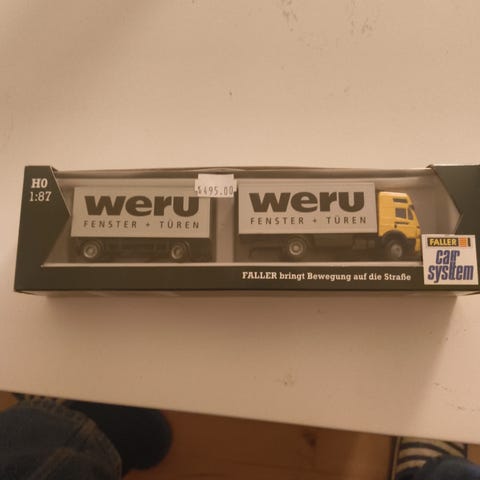 H0
1:87
weru
FENSTER + TÜREN
495.00
weru
FENSTER + TÜREN
FALLER bringt Bewegung auf die Straße
FALLER
car
system